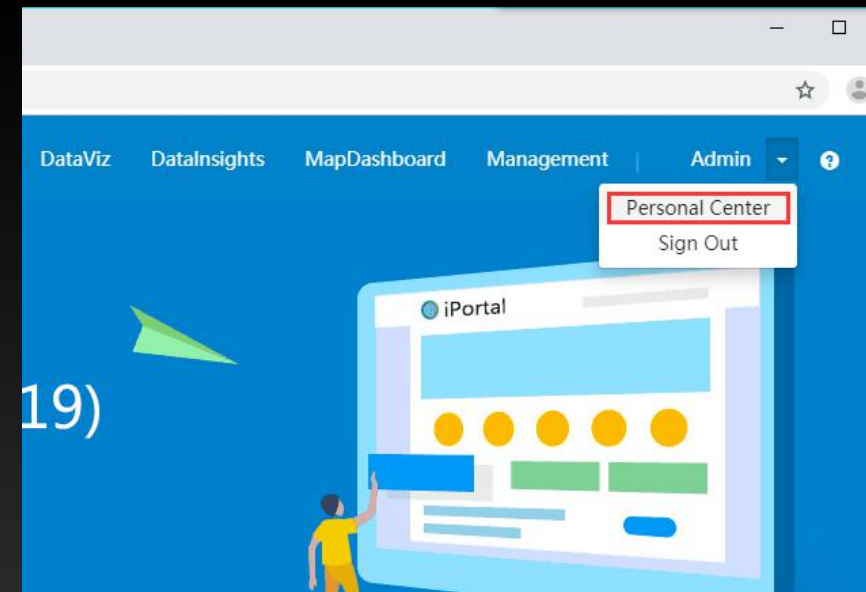 DataViz DataInsights MapDashboard Management | Admin
Personal Center
Sign Out
iPortal
19)